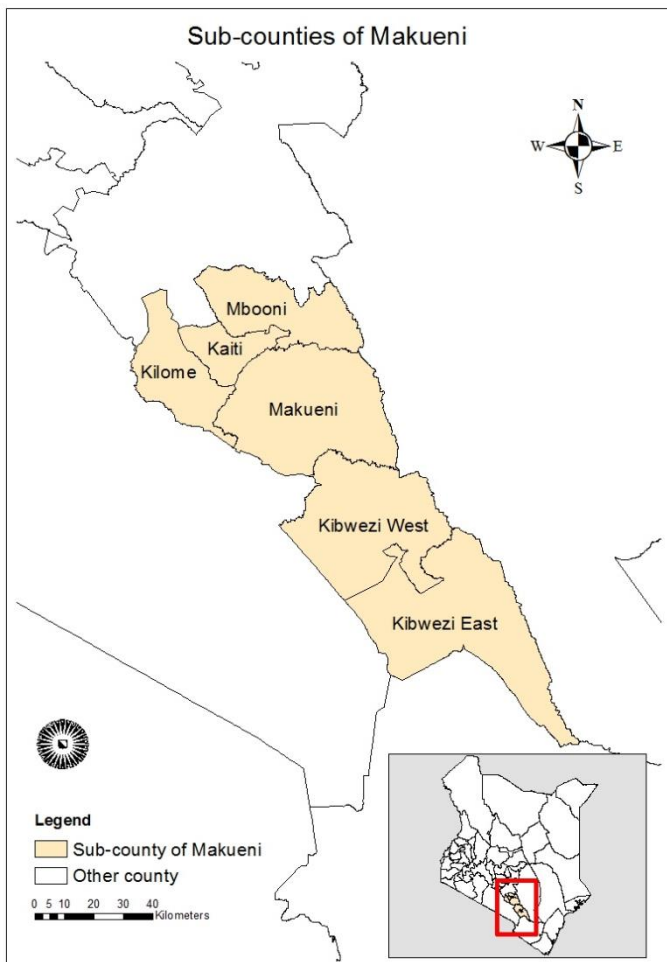 Sub-counties of Makueni
N
W E
S
Mbooni
Kaiti
Kilome
Makueni
Kibwezi West
Kibwezi East
Legend
Sub-county of Makueni
Other county
0 5 10 20 30 40
Kilometers